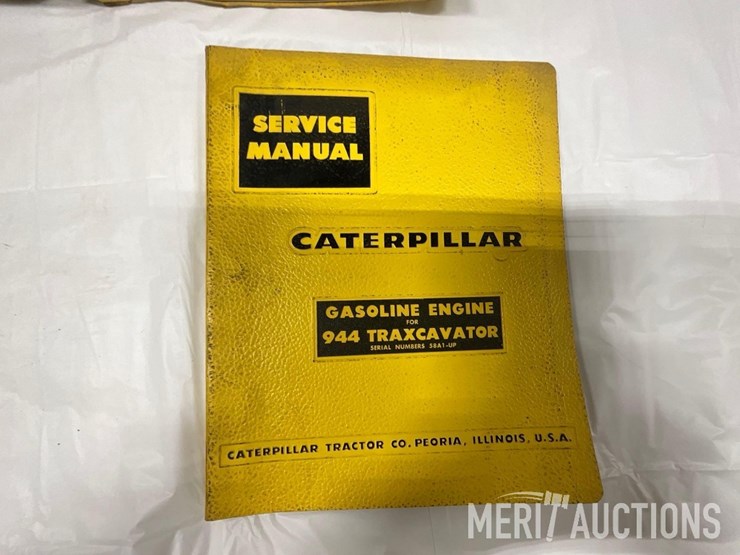 SERVICE
MANUAL
CATERPILLAR
GASOLINE ENGINE
FOR
944 TRAXCAVATOR
SERIAL NUMBERS 58A1-UP
CATERPILLAR TRACTOR CO. PEORIA, ILLINOIS, U.S.A.
MERIT AUCTIONS